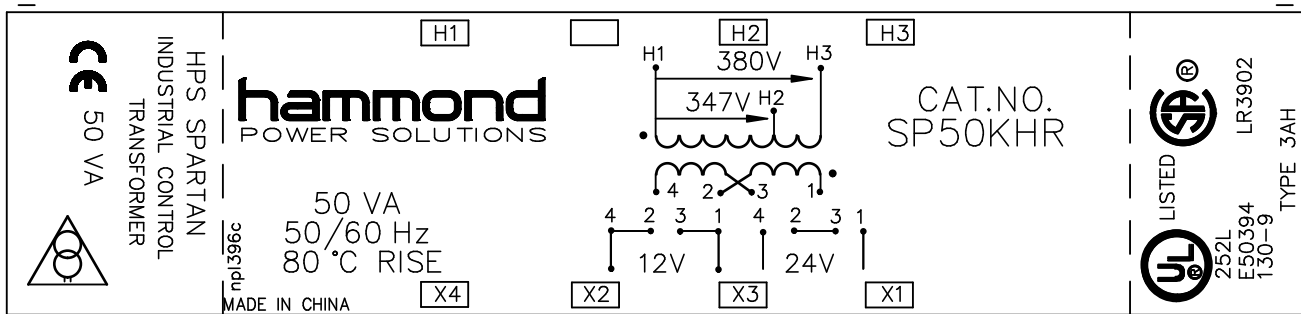 HPS SPARTAN
INDUSTRIAL CONTROL
TRANSFORMER
CE 50 VA
H1
H2
H3
hammond
POWER SOLUTIONS
50 VA
50/60 Hz
80 °C RISE
npl396c
MADE IN CHINA
H1 H3
380V
347V H2
4 2 3 1
4 2 3 1 4 2 3 1
12V 24V
X4
X2
X3
X1
CAT.NO.
SP50KHR
SA ®
LR3902
TYPE 3AH
LISTED
UL ®
252L
E50394
130-9